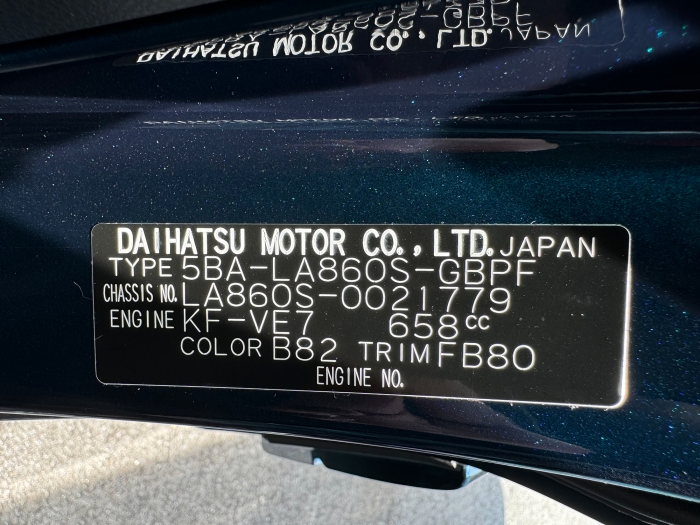 DAIHATSU MOTOR CO., LTD. JAPAN
TYPE 5BA-LA860S-GBPF
CHASSIS NO. LA860S-0021779
ENGINE KF-VE7 658cc
COLOR B82 TRIM FB80
ENGINE NO.